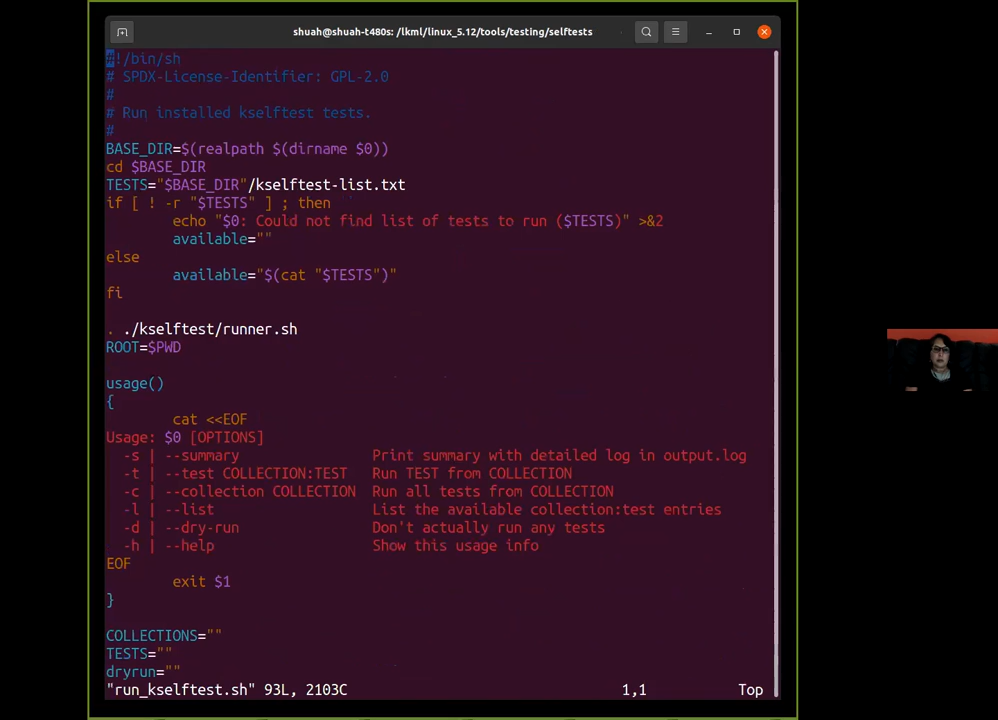 shuah@shuah-t480s: /lkml/linux_5.12/tools/testing/selftests
#!/bin/sh
# SPDX-License-Identifier: GPL-2.0
#
# Run installed kselftest tests.
#
BASE_DIR=$(realpath $(dirname $0))
cd $BASE_DIR
TESTS="$BASE_DIR"/kselftest-list.txt
if [ ! -r "$TESTS" ] ; then
        echo "$0: Could not find list of tests to run ($TESTS)" >&2
        available=""
else
        available="$(cat "$TESTS")"
fi
. ./kselftest/runner.sh
ROOT=$PWD
usage()
{
        cat <<EOF
Usage: $0 [OPTIONS]
  -s | --summary                Print summary with detailed log in output.log
  -t | --test COLLECTION:TEST   Run TEST from COLLECTION
  -c | --collection COLLECTION  Run all tests from COLLECTION
  -l | --list                   List the available collection:test entries
  -d | --dry-run                Don't actually run any tests
  -h | --help                   Show this usage info
EOF
        exit $1
}
COLLECTIONS=""
TESTS=""
dryrun=""
"run_kselftest.sh" 93L, 2103C 1,1 Top